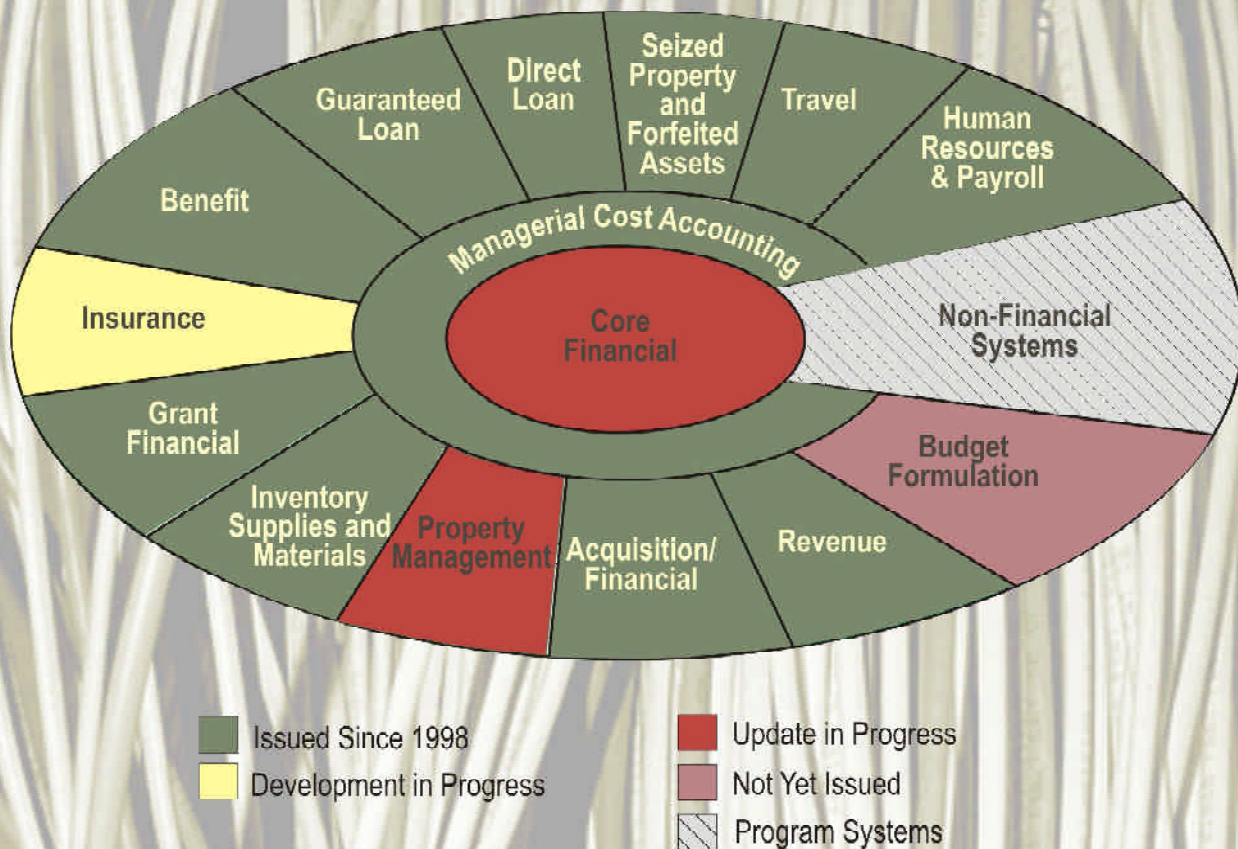 Seized
Property
and
Forfeited
Assets
Direct
Loan
Travel
Guaranteed
Loan
Human
Resources
& Payroll
Benefit
Managerial Cost Accounting
Insurance
Core
Financial
Non-Financial
Systems
Grant
Financial
Budget
Formulation
Inventory
Supplies and
Materials
Property
Management
Acquisition/
Financial
Revenue
Issued Since 1998
Development in Progress
Update in Progress
Not Yet Issued
Program Systems